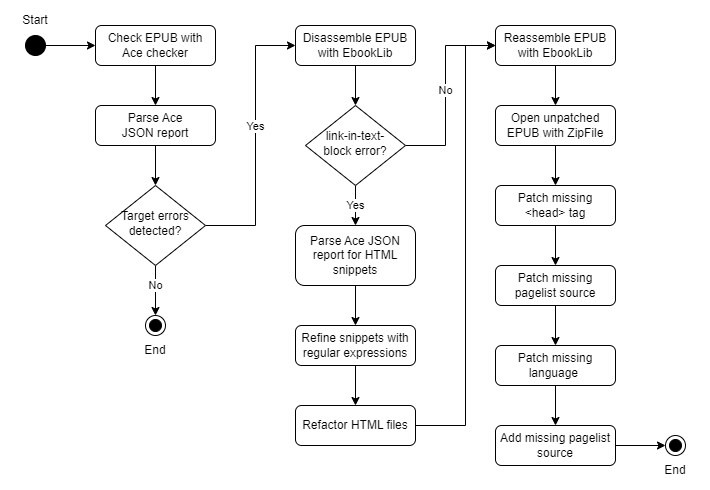 Start
Check EPUB with
Ace checker
Parse Ace
JSON report
Target errors
detected?
No
End
Yes
Disassemble EPUB
with EbookLib
link-in-text-
block error?
No
Yes
Parse Ace JSON
report for HTML
snippets
Refine snippets with
regular expressions
Refactor HTML files
Reassemble EPUB
with EbookLib
Open unpatched
EPUB with ZipFile
Patch missing
<head> tag
Patch missing
pagelist source
Patch missing
language
Add missing pagelist
source
End